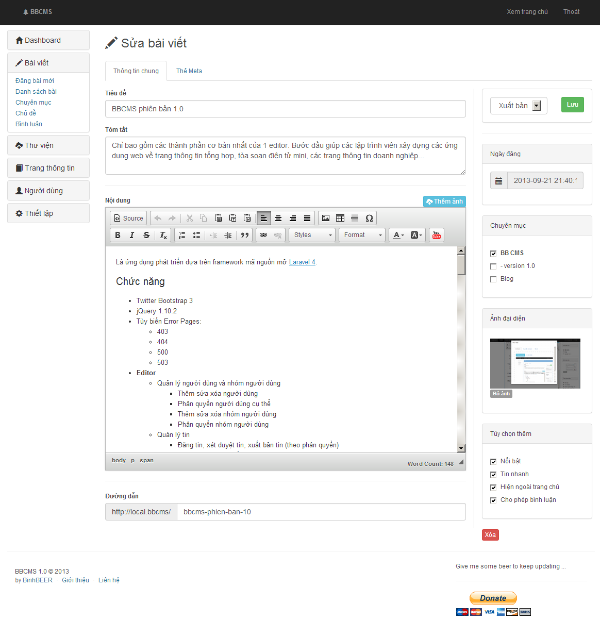 BBCMS
Xem trang chủ
Thoát
Dashboard
Bài viết
Đăng bài mới
Danh sách bài
Chuyên mục
Chủ đề
Bình luận
Thư viện
Trang thông tin
Người dùng
Thiết lập
Sửa bài viết
Thông tin chung
Thẻ Meta
Tiêu đề
BBCMS phiên bản 1.0
Tóm tắt
Chỉ bao gồm các thành phần cơ bản nhất của 1 editor. Bước đầu giúp các lập trình viên xây dựng các ứng
dụng web về trang thông tin tổng hợp, tòa soạn điện tử mini, các trang thông tin doanh nghiệp.
Nội dung
Thêm ảnh
Source
Styles
Format
Là ứng dụng phát triển dựa trên framework mã nguồn mở Laravel 4
Chức năng
Twitter Bootstrap 3
jQuery 1.10.2
Tùy biến Error Pages:
403
404
500
503
Editor
Quản lý người dùng và nhóm người dùng
Thêm sửa xóa người dùng
Phân quyền người dùng cụ thể
Thêm sửa xóa nhóm người dùng
Phân quyền nhóm người dùng
Quản lý tin
Đăng tin, xét duyệt tin, xuất bản tin (theo phân quyền)
body p span
Word Count: 148
Đường dẫn
http://local.bbcms/
bbcms-phien-ban-10
Xuất bản
Lưu
Ngày đăng
2013-09-21 21:40:
Chuyên mục
BB CMS
- version 1.0
Blog
Ảnh đại diện
Tùy chọn thêm
Nổi bật
Tin nhanh
Hiện ngoài trang chủ
Cho phép bình luận
Xóa
BBCMS 1.0 © 2013
by BinhBEER
Giới thiệu
Liên hệ
Give me some beer to keep updating ...
Donate